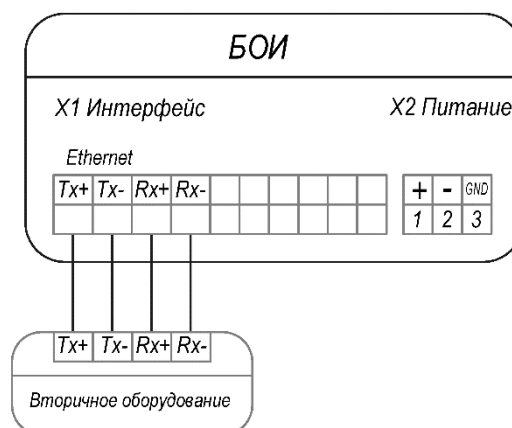 БОИ
X1 Интерфейс X2 Питание
Ethernet
Tx+ Tx- Rx+ Rx- + - GND
1 2 3
Tx+ Tx- Rx+ Rx-
Вторичное оборудование